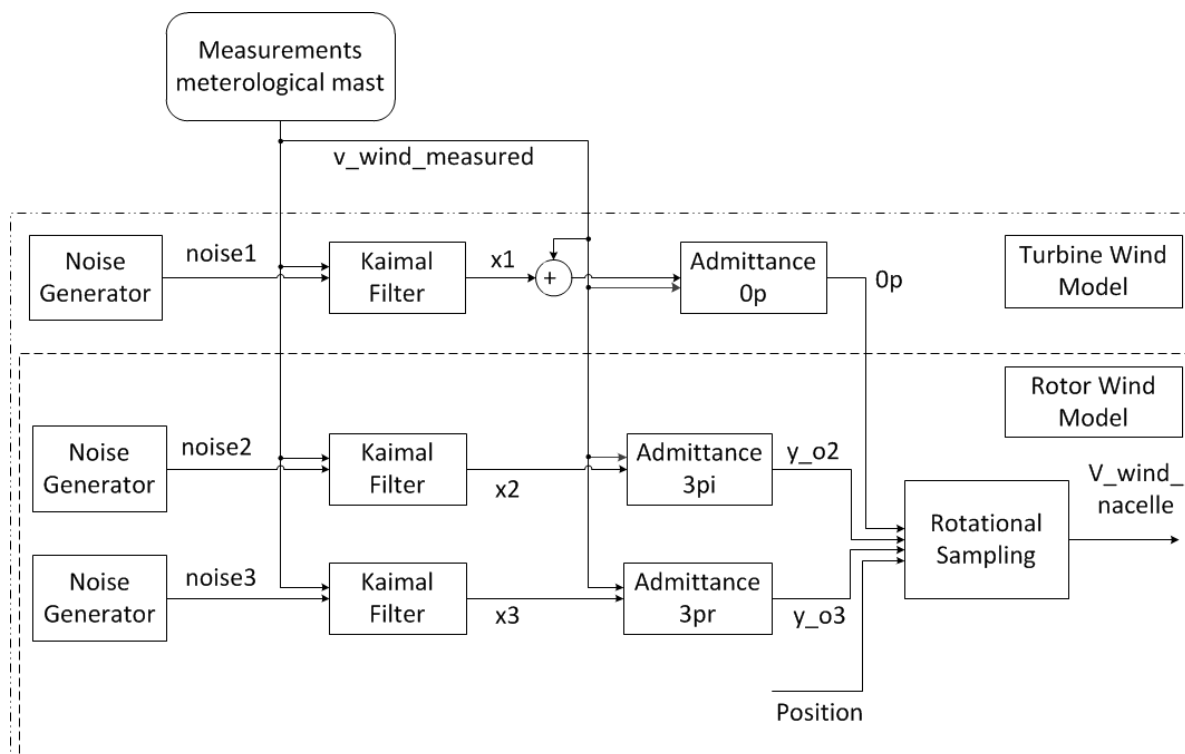 Measurements
meterological mast
v_wind_measured
Noise
Generator
noise1
Kaimal
Filter
x1
+
Admittance
0p
0p
Turbine Wind
Model
Rotor Wind
Model
Noise
Generator
noise2
Kaimal
Filter
x2
Admittance
3pi
y_o2
Rotational
Sampling
V_wind_
nacelle
Noise
Generator
noise3
Kaimal
Filter
x3
Admittance
3pr
y_o3
Position